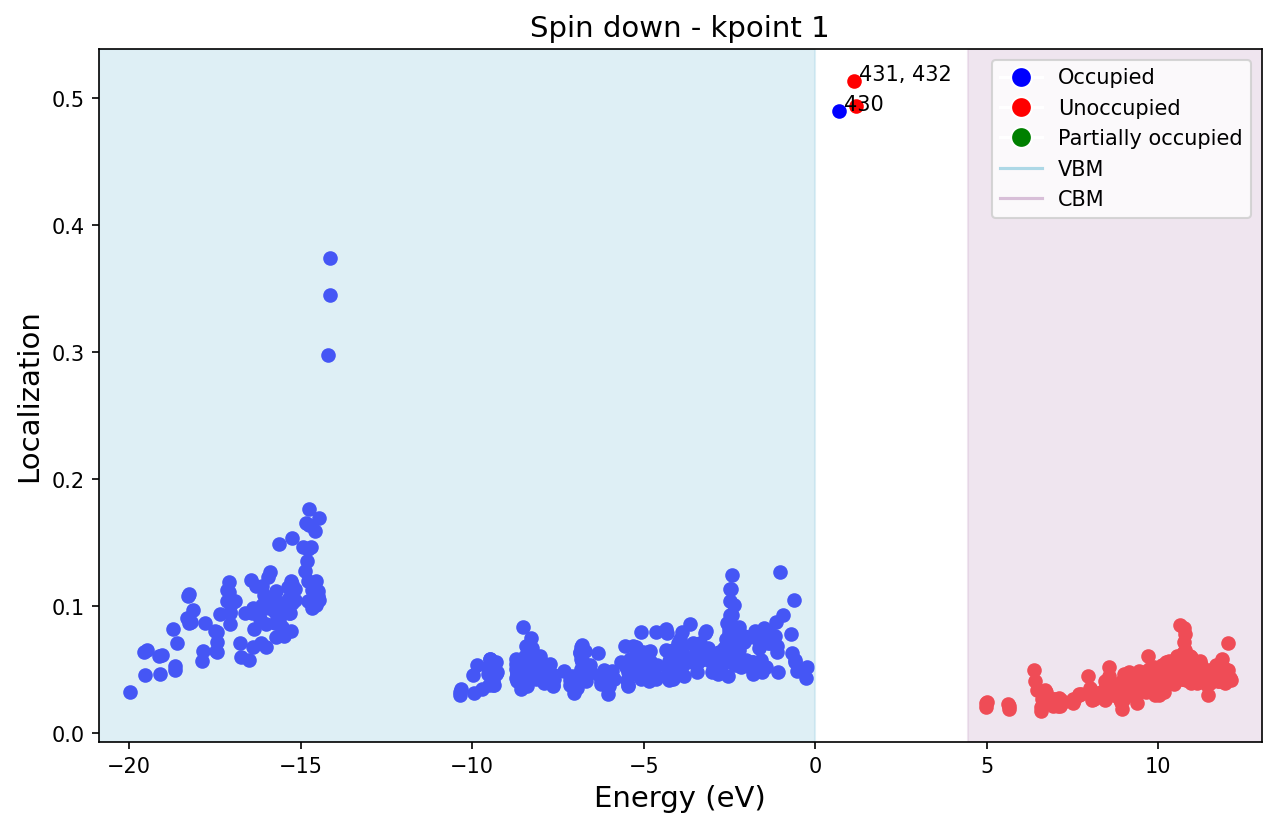 Spin down - kpoint 1
431, 432
430
Occupied
Unoccupied
Partially occupied
VBM
CBM
Localization
0.5
0.4
0.3
0.2
0.1
0.0
−20
−15
−10
−5
0
5
10
Energy (eV)